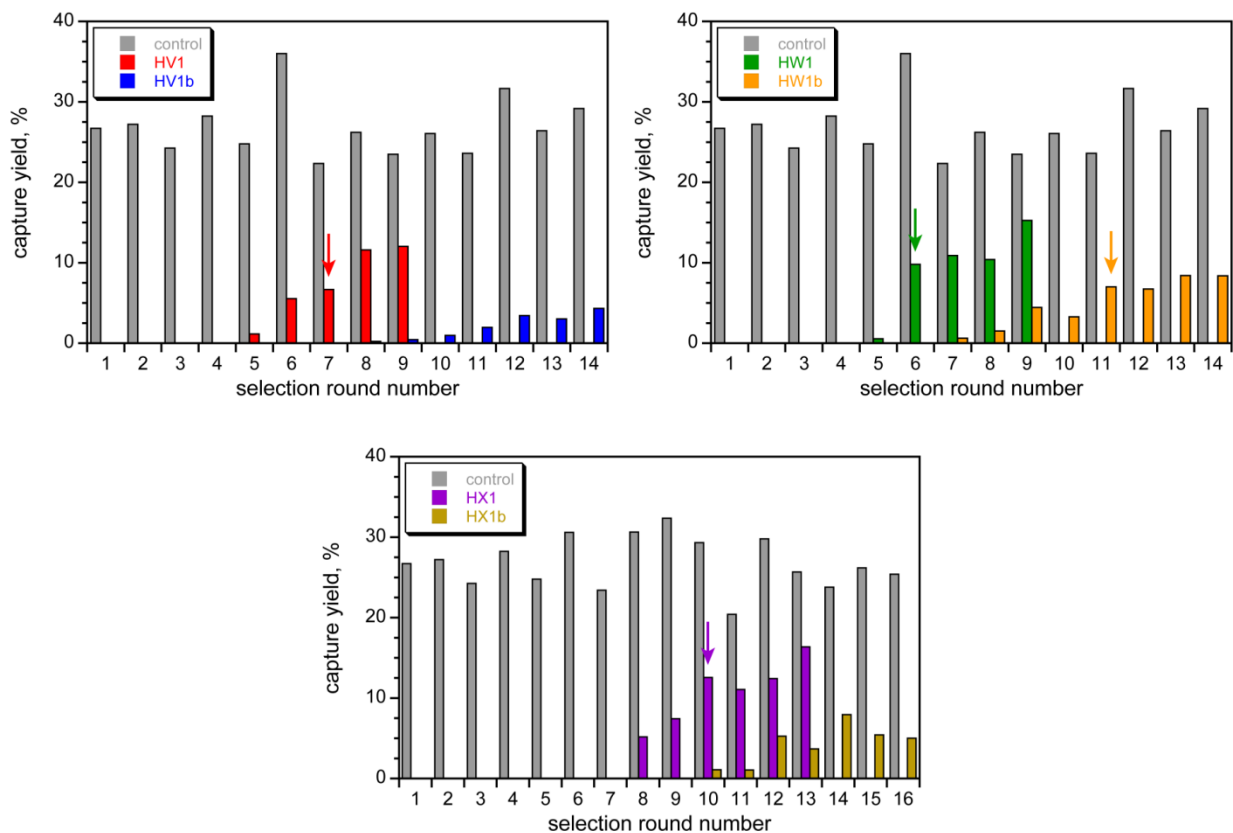 40
30
20
10
0
capture yield, %
control
HV1
HV1b
1 2 3 4 5 6 7 8 9 10 11 12 13 14
selection round number
40
30
20
10
0
capture yield, %
control
HW1
HW1b
1 2 3 4 5 6 7 8 9 10 11 12 13 14
selection round number
40
30
20
10
0
capture yield, %
control
HX1
HX1b
1 2 3 4 5 6 7 8 9 10 11 12 13 14 15 16
selection round number